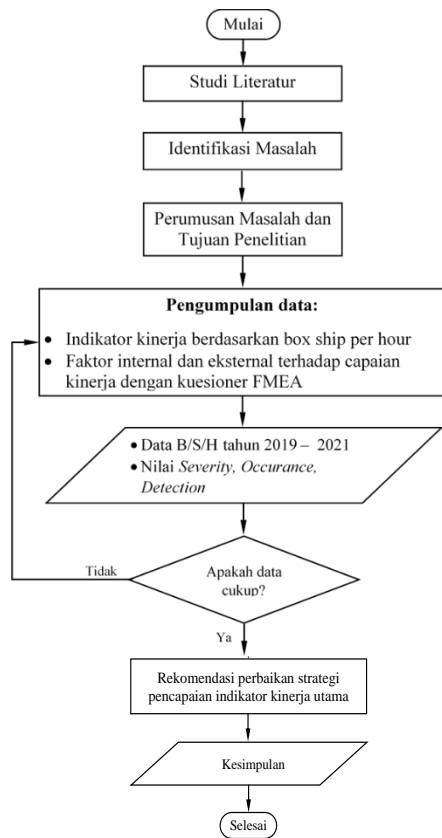 Mulai
Studi Literatur
Identifikasi Masalah
Perumusan Masalah dan
Tujuan Penelitian
Pengumpulan data:
• Indikator kinerja berdasarkan box ship per hour
• Faktor internal dan eksternal terhadap capaian
kinerja dengan kuesioner FMEA
• Data B/S/H tahun 2019 – 2021
• Nilai Severity, Occurance,
Detection
Tidak
Apakah data
cukup?
Ya
Rekomendasi perbaikan strategi
pencapaian indikator kinerja utama
Kesimpulan
Selesai